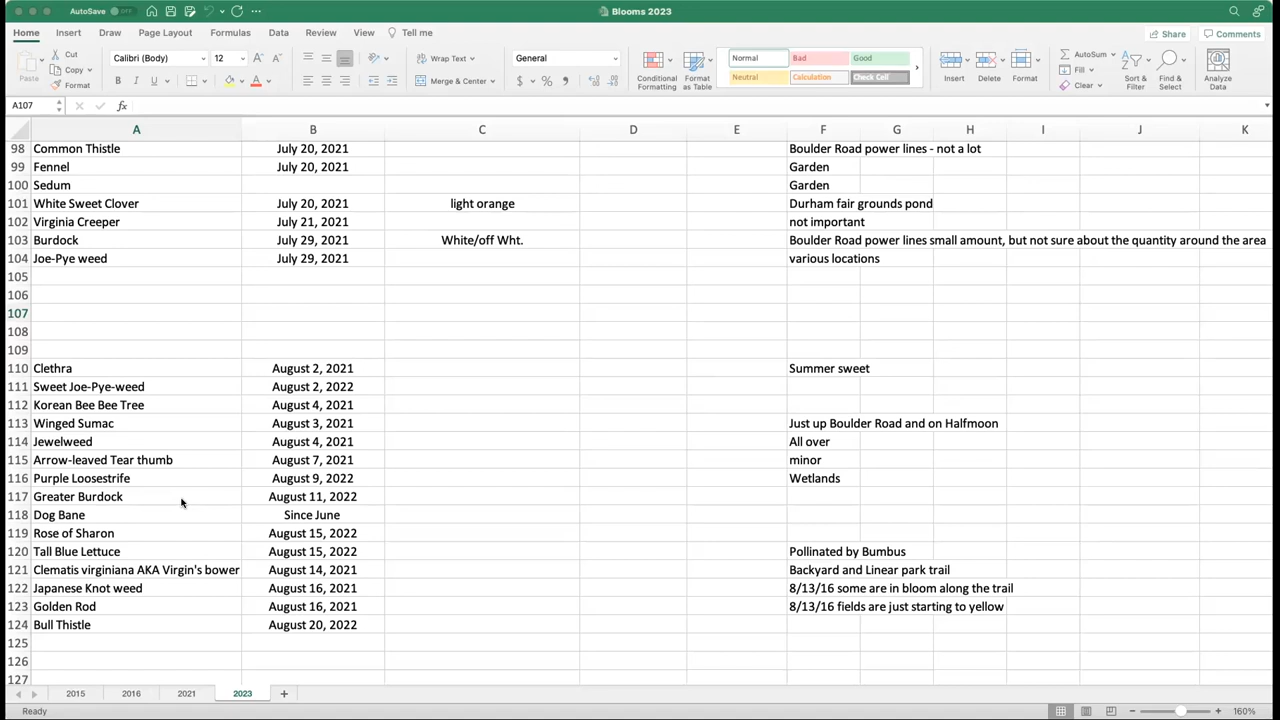 AutoSave OFF Blooms 2023
Home Insert Draw Page Layout Formulas Data Review View Tell me Share Comments
Paste Cut Copy Format Calibri (Body) 12 A A Wrap Text General Conditional Formatting Format as Table Normal Bad Good Insert Delete Format AutoSum Fill Clear Sort & Filter Find & Select Analyze Data
B I U A Merge & Center $ % Neutral Calculation Check Cell
A107 fx
A B C D E F G H I J K
98 Common Thistle July 20, 2021 Boulder Road power lines - not a lot
99 Fennel July 20, 2021 Garden
100 Sedum Garden
101 White Sweet Clover July 20, 2021 light orange Durham fair grounds pond
102 Virginia Creeper July 21, 2021 not important
103 Burdock July 29, 2021 White/off Wht. Boulder Road power lines small amount, but not sure about the quantity around the area
104 Joe-Pye weed July 29, 2021 various locations
105
106
107
108
109
110 Clethra August 2, 2021 Summer sweet
111 Sweet Joe-Pye-weed August 2, 2022
112 Korean Bee Bee Tree August 4, 2021
113 Winged Sumac August 3, 2021 Just up Boulder Road and on Halfmoon
114 Jewelweed August 4, 2021 All over
115 Arrow-leaved Tear thumb August 7, 2021 minor
116 Purple Loosestrife August 9, 2022 Wetlands
117 Greater Burdock August 11, 2022
118 Dog Bane Since June
119 Rose of Sharon August 15, 2022
120 Tall Blue Lettuce August 15, 2022 Pollinated by Bumbus
121 Clematis virginiana AKA Virgin's bower August 14, 2021 Backyard and Linear park trail
122 Japanese Knot weed August 16, 2021 8/13/16 some are in bloom along the trail
123 Golden Rod August 16, 2021 8/13/16 fields are just starting to yellow
124 Bull Thistle August 20, 2022
125
126
127
2015 2016 2021 2023 +
Ready 160%